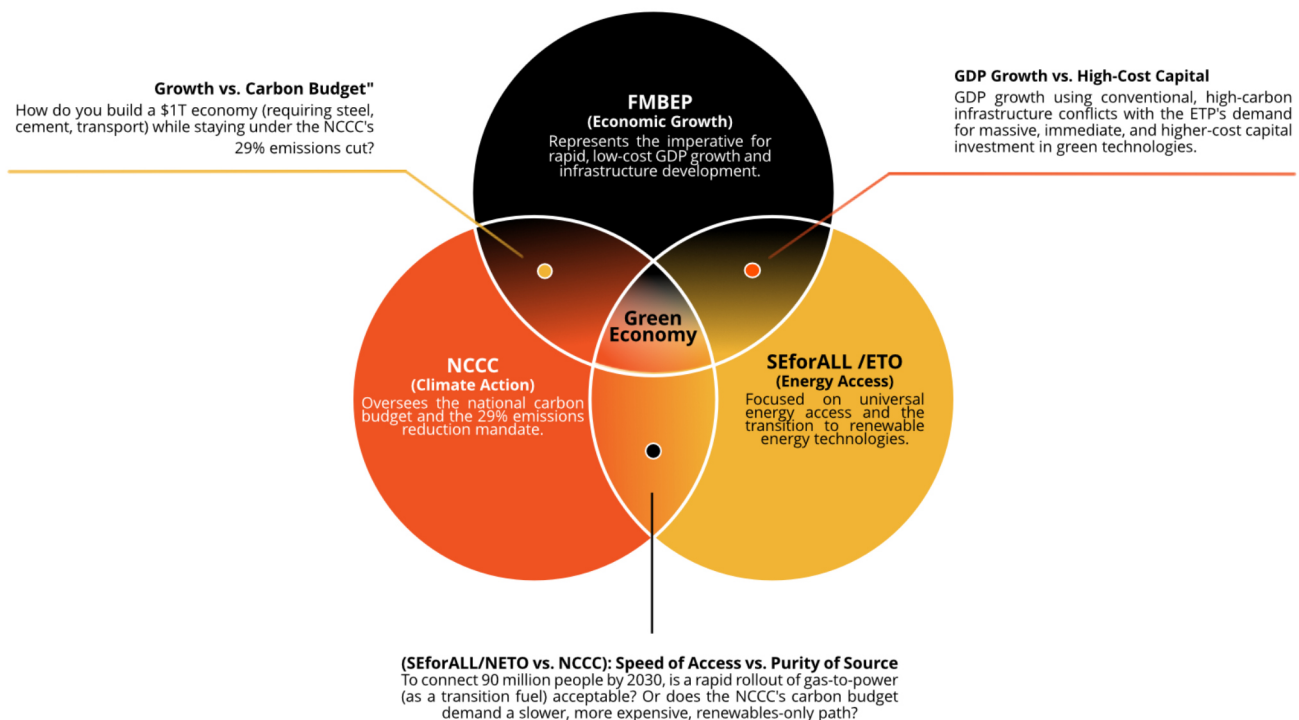 Growth vs. Carbon Budget"
How do you build a $1T economy (requiring steel,
cement, transport) while staying under the NCCC's
29% emissions cut?
GDP Growth vs. High-Cost Capital
GDP growth using conventional, high-carbon
infrastructure conflicts with the ETP's demand
for massive, immediate, and higher-cost capital
investment in green technologies.
FMBEP
(Economic Growth)
Represents the imperative for
rapid, low-cost GDP growth and
infrastructure development.
Green
Economy
NCCC
(Climate Action)
Oversees the national carbon
budget and the 29% emissions
reduction mandate.
SEforALL /ETO
(Energy Access)
Focused on universal
energy access and the
transition to renewable
energy technologies.
(SEforALL/NETO vs. NCCC): Speed of Access vs. Purity of Source
To connect 90 million people by 2030, is a rapid rollout of gas-to-power
(as a transition fuel) acceptable? Or does the NCCC's carbon budget
demand a slower, more expensive, renewables-only path?